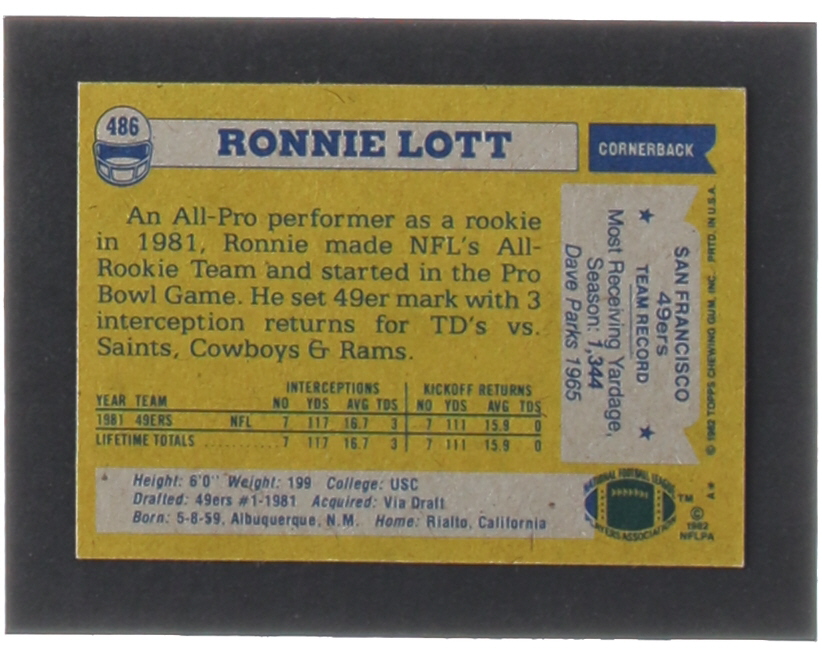 486
RONNIE LOTT
CORNERBACK
An All-Pro performer as a rookie
in 1981, Ronnie made NFL's All-
Rookie Team and started in the Pro
Bowl Game. He set 49er mark with 3
interception returns for TD's vs.
Saints, Cowboys & Rams.
SAN FRANCISCO
49ers
★ TEAM RECORD ★
Most Receiving Yardage,
Season: 1,344
Dave Parks 1965
© 1982 TOPPS CHEWING GUM, INC. PRTD. IN U.S.A.
INTERCEPTIONS KICKOFF RETURNS
YEAR TEAM NO YDS AVG TDS NO YDS AVG TDS
1981 49ERS NFL 7 117 16.7 3 7 111 15.9 0
LIFETIME TOTALS ........... 7 117 16.7 3 7 111 15.9 0
Height: 6'0" Weight: 199 College: USC
Drafted: 49ers #1-1981 Acquired: Via Draft
Born: 5-8-59, Albuquerque, N.M. Home: Rialto, California
NATIONAL FOOTBALL LEAGUE
PLAYERS ASSOCIATION
TM
A*
©
1982
NFLPA